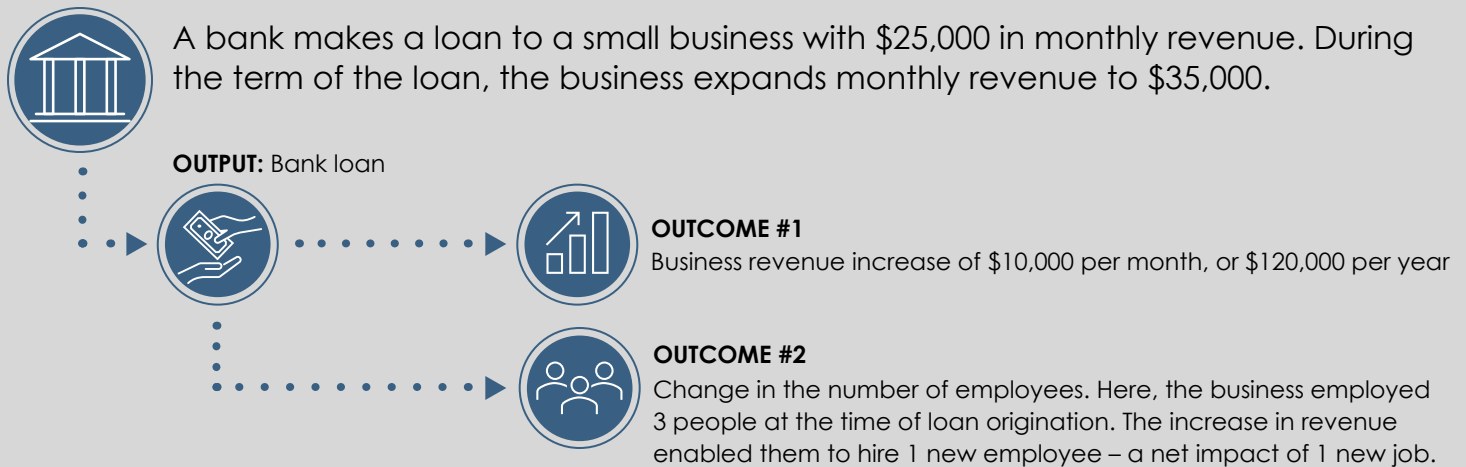 A bank makes a loan to a small business with $25,000 in monthly revenue. During
the term of the loan, the business expands monthly revenue to $35,000.
OUTPUT: Bank loan
OUTCOME #1
Business revenue increase of $10,000 per month, or $120,000 per year
OUTCOME #2
Change in the number of employees. Here, the business employed
3 people at the time of loan origination. The increase in revenue
enabled them to hire 1 new employee – a net impact of 1 new job.